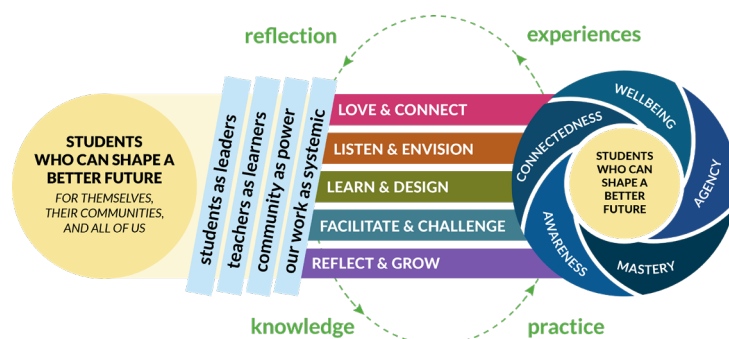 reflection
experiences
STUDENTS
WHO CAN SHAPE A
BETTER FUTURE
FOR THEMSELVES,
THEIR COMMUNITIES,
AND ALL OF US
students as leaders
teachers as learners
community as power
our work as systemic
LOVE & CONNECT
LISTEN & ENVISION
LEARN & DESIGN
FACILITATE & CHALLENGE
REFLECT & GROW
WELLBEING
CONNECTEDNESS
AGENCY
AWARENESS
MASTERY
STUDENTS
WHO CAN
SHAPE A
BETTER
FUTURE
knowledge
practice